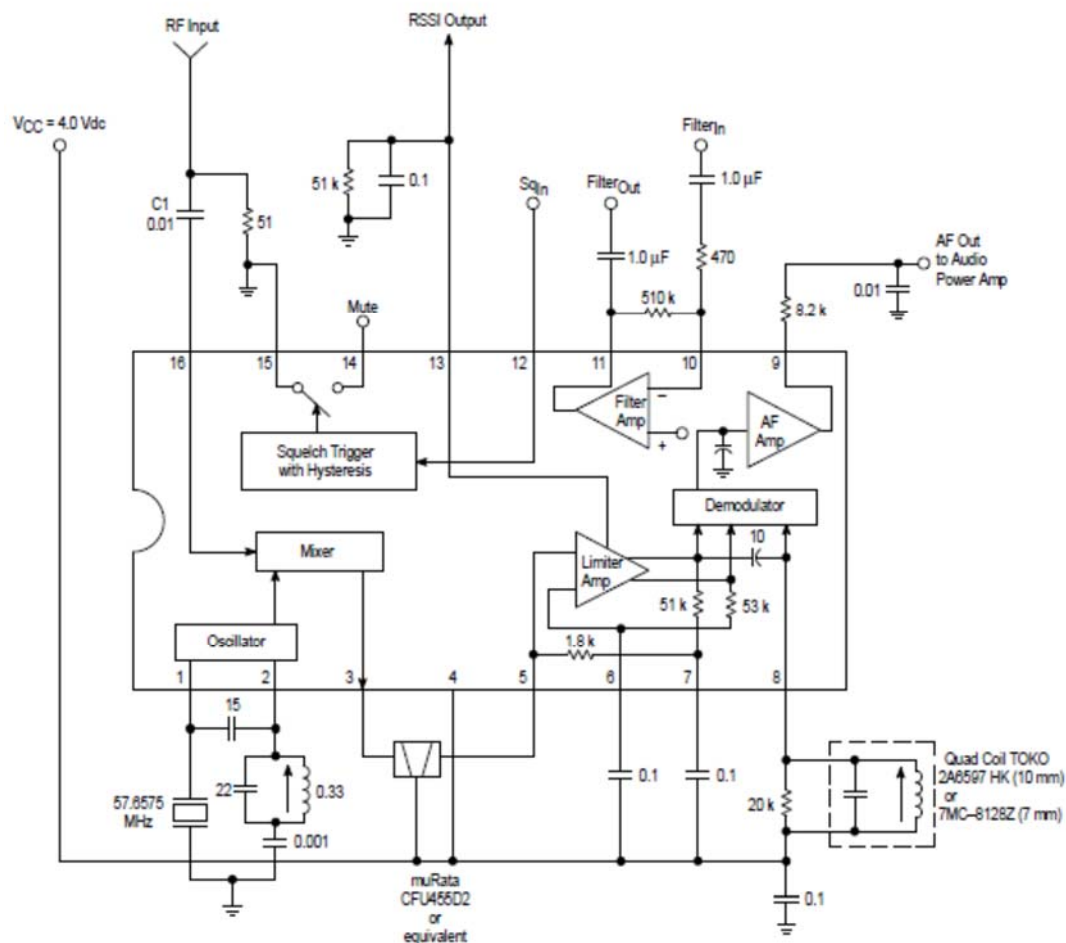 RF Input
RSSI Output
VCC = 4.0 Vdc
FilterIn
1.0 µF
SqIn
FilterOut
C1
0.01
51
51 k
0.1
1.0 µF
470
510 k
AF Out
to Audio
Power Amp
0.01
8.2 k
Mute
16
15
14
13
12
11
10
9
Filter
Amp
–
+
AF
Amp
Squelch Trigger
with Hysteresis
Demodulator
Mixer
Limiter
Amp
10
51 k
53 k
Oscillator
1.8 k
1
2
3
4
5
6
7
8
15
22
0.33
57.6575
MHz
0.001
0.1
0.1
20 k
Quad Coil TOKO
2A6597 HK (10 mm)
or
7MC–8128Z (7 mm)
muRata
CFU455D2
or
equivalent
0.1